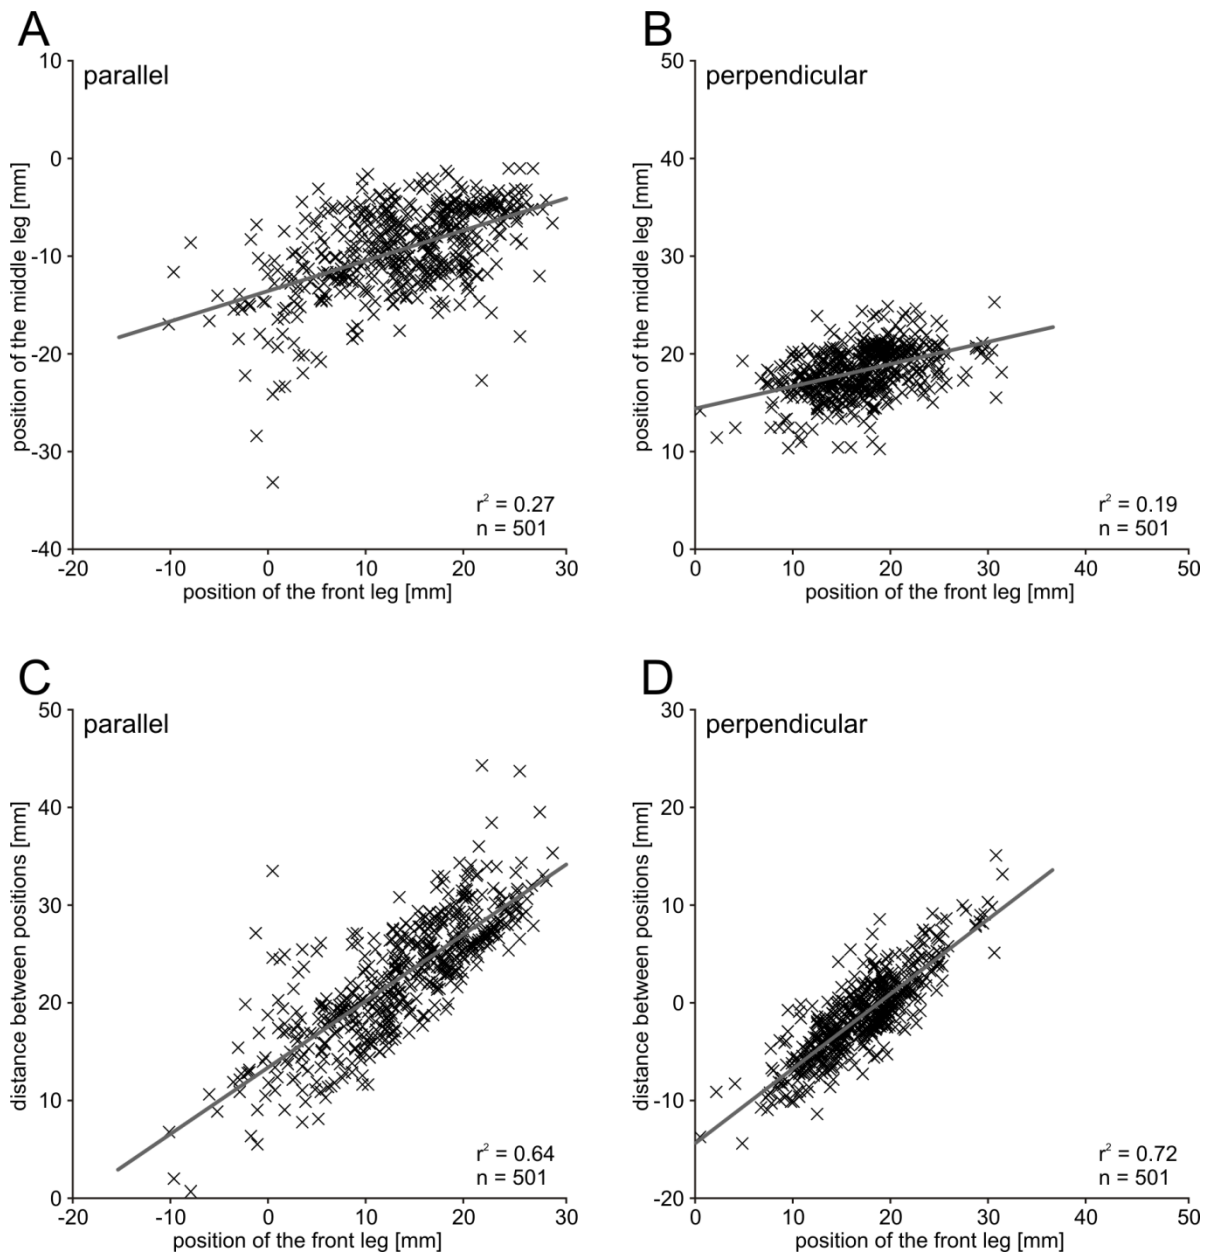 A
parallel
position of the middle leg [mm]
10
0
-10
-20
-30
-40
-20
-10
0
10
20
30
position of the front leg [mm]
r² = 0.27
n = 501
B
perpendicular
position of the middle leg [mm]
50
40
30
20
10
0
0
10
20
30
40
50
position of the front leg [mm]
r² = 0.19
n = 501
C
parallel
distance between positions [mm]
50
40
30
20
10
0
-20
-10
0
10
20
30
position of the front leg [mm]
r² = 0.64
n = 501
D
perpendicular
distance between positions [mm]
30
20
10
0
-10
-20
0
10
20
30
40
50
position of the front leg [mm]
r² = 0.72
n = 501